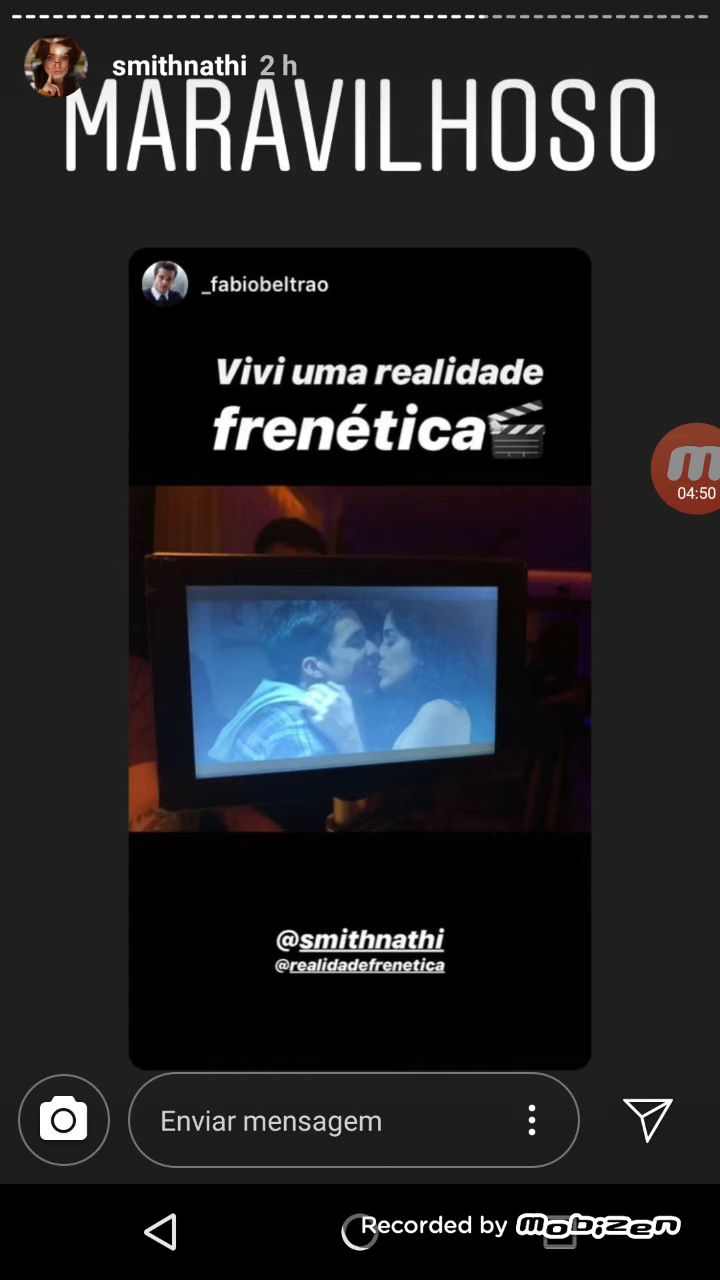 smithnathi 2 h
MARAVILHOSO
_fabiobeltrao
Vivi uma realidade
frenética
04:50
@smithnathi
@realidadefrenetica
Enviar mensagem
Recorded by mobizen